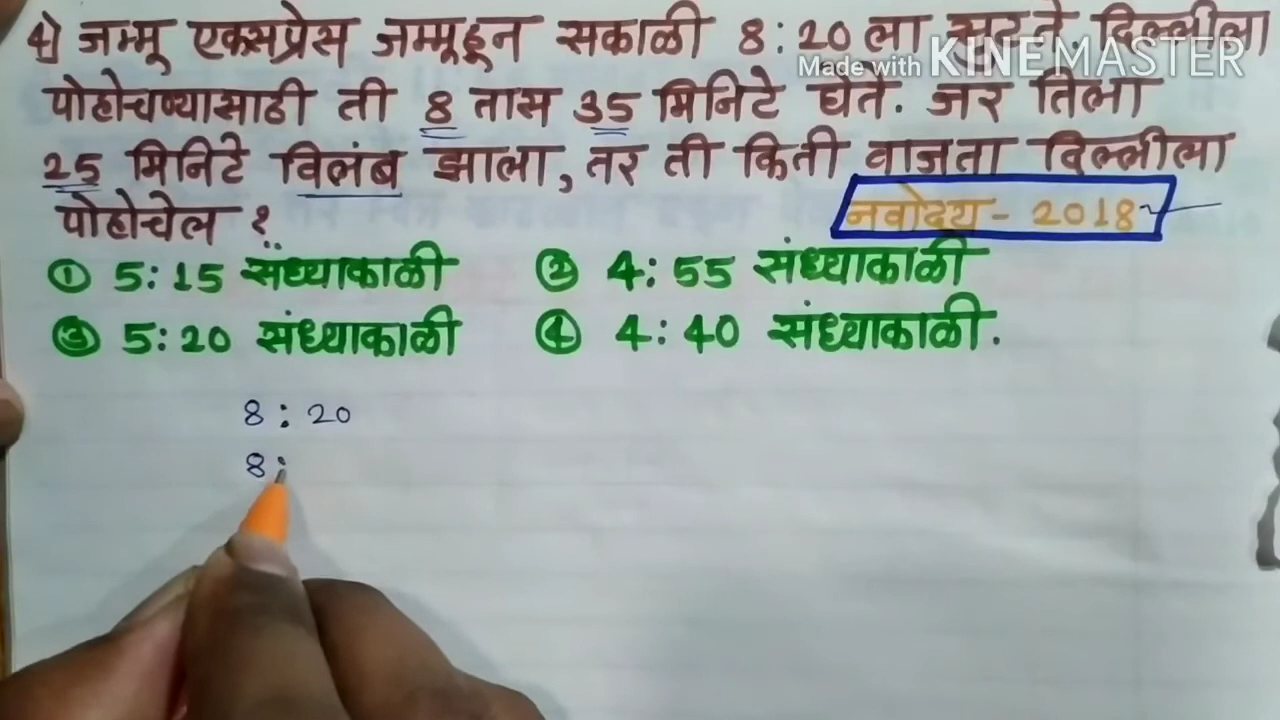 4) जम्मू एक्सप्रेस जम्मूहून सकाळी 8:20 ला सुटते. दिल्लीला
Made with KINEMASTER
पोहोचण्यासाठी ती 8 तास 35 मिनिटे घेते. जर तिला
25 मिनिटे विलंब झाला, तर ती किती वाजता दिल्लीला
पोहोचेल ?
नवोदय - 2018
① 5:15 संध्याकाळी ② 4:55 संध्याकाळी
③ 5:20 संध्याकाळी ④ 4:40 संध्याकाळी.
8 : 20
8 :